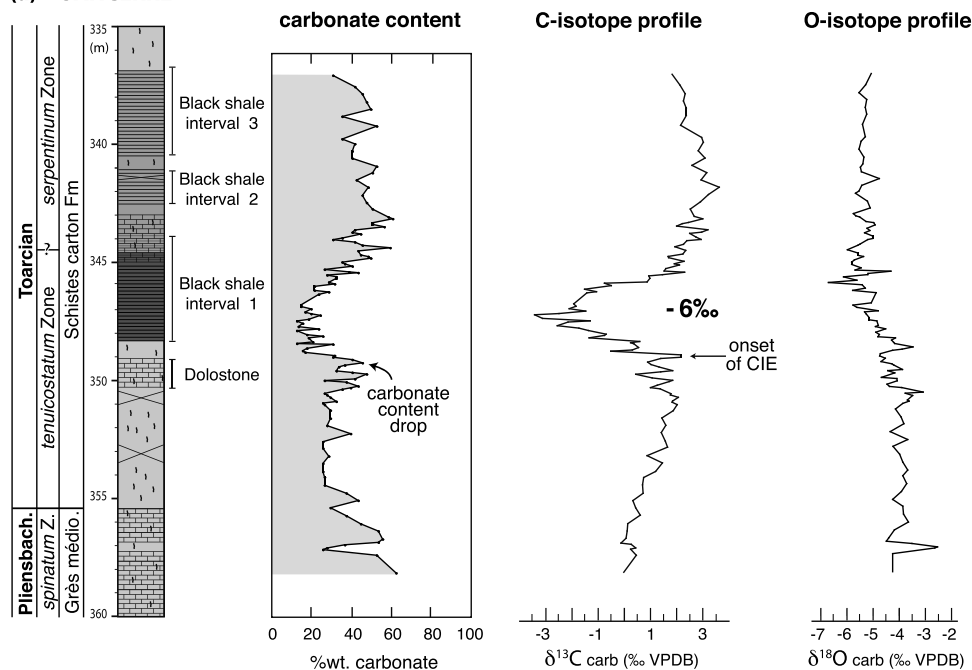 carbonate content
C-isotope profile
O-isotope profile
335
(m)
340
345
350
355
360
Toarcian
Pliensbach.
serpentinum Zone
?
tenuicostatum Zone
spinatum Z.
Schistes carton Fm
Grès médio.
Black shale
interval 3
Black shale
interval 2
Black shale
interval 1
Dolostone
carbonate
content
drop
- 6‰
onset
of CIE
0 20 40 60 80 100
%wt. carbonate
-3 -1 1 3
δ13C carb (‰ VPDB)
-7 -6 -5 -4 -3 -2
δ18O carb (‰ VPDB)